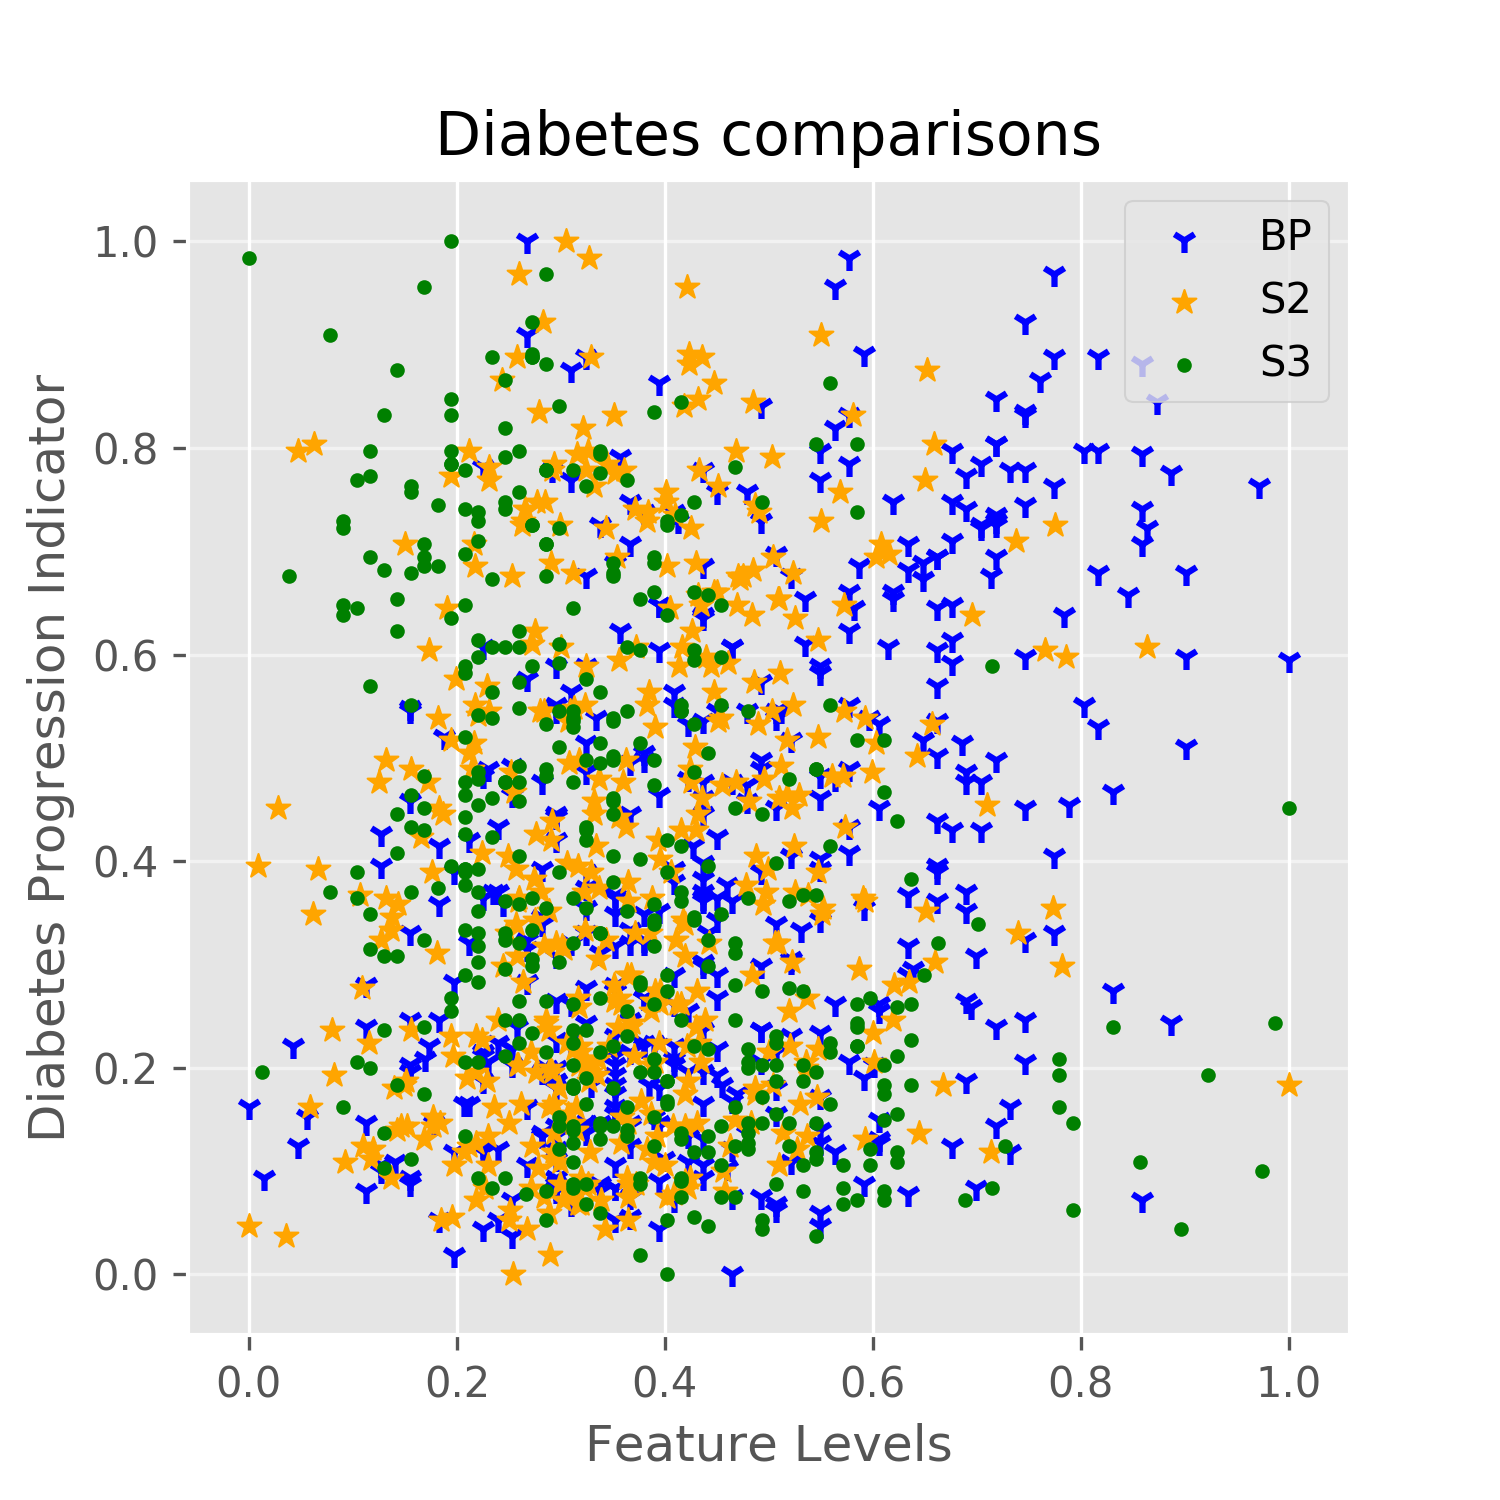 Diabetes comparisons
BP
S2
S3
Diabetes Progression Indicator
1.0
0.8
0.6
0.4
0.2
0.0
0.0 0.2 0.4 0.6 0.8 1.0
Feature Levels